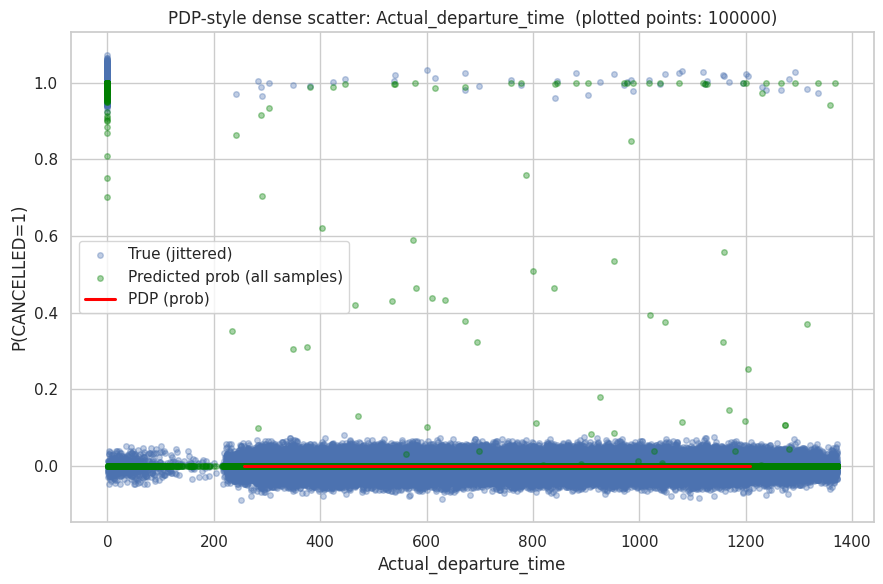 PDP-style dense scatter: Actual_departure_time  (plotted points: 100000)
P(CANCELLED=1)
1.0
0.8
0.6
0.4
0.2
0.0
True (jittered)
Predicted prob (all samples)
PDP (prob)
0 200 400 600 800 1000 1200 1400
Actual_departure_time